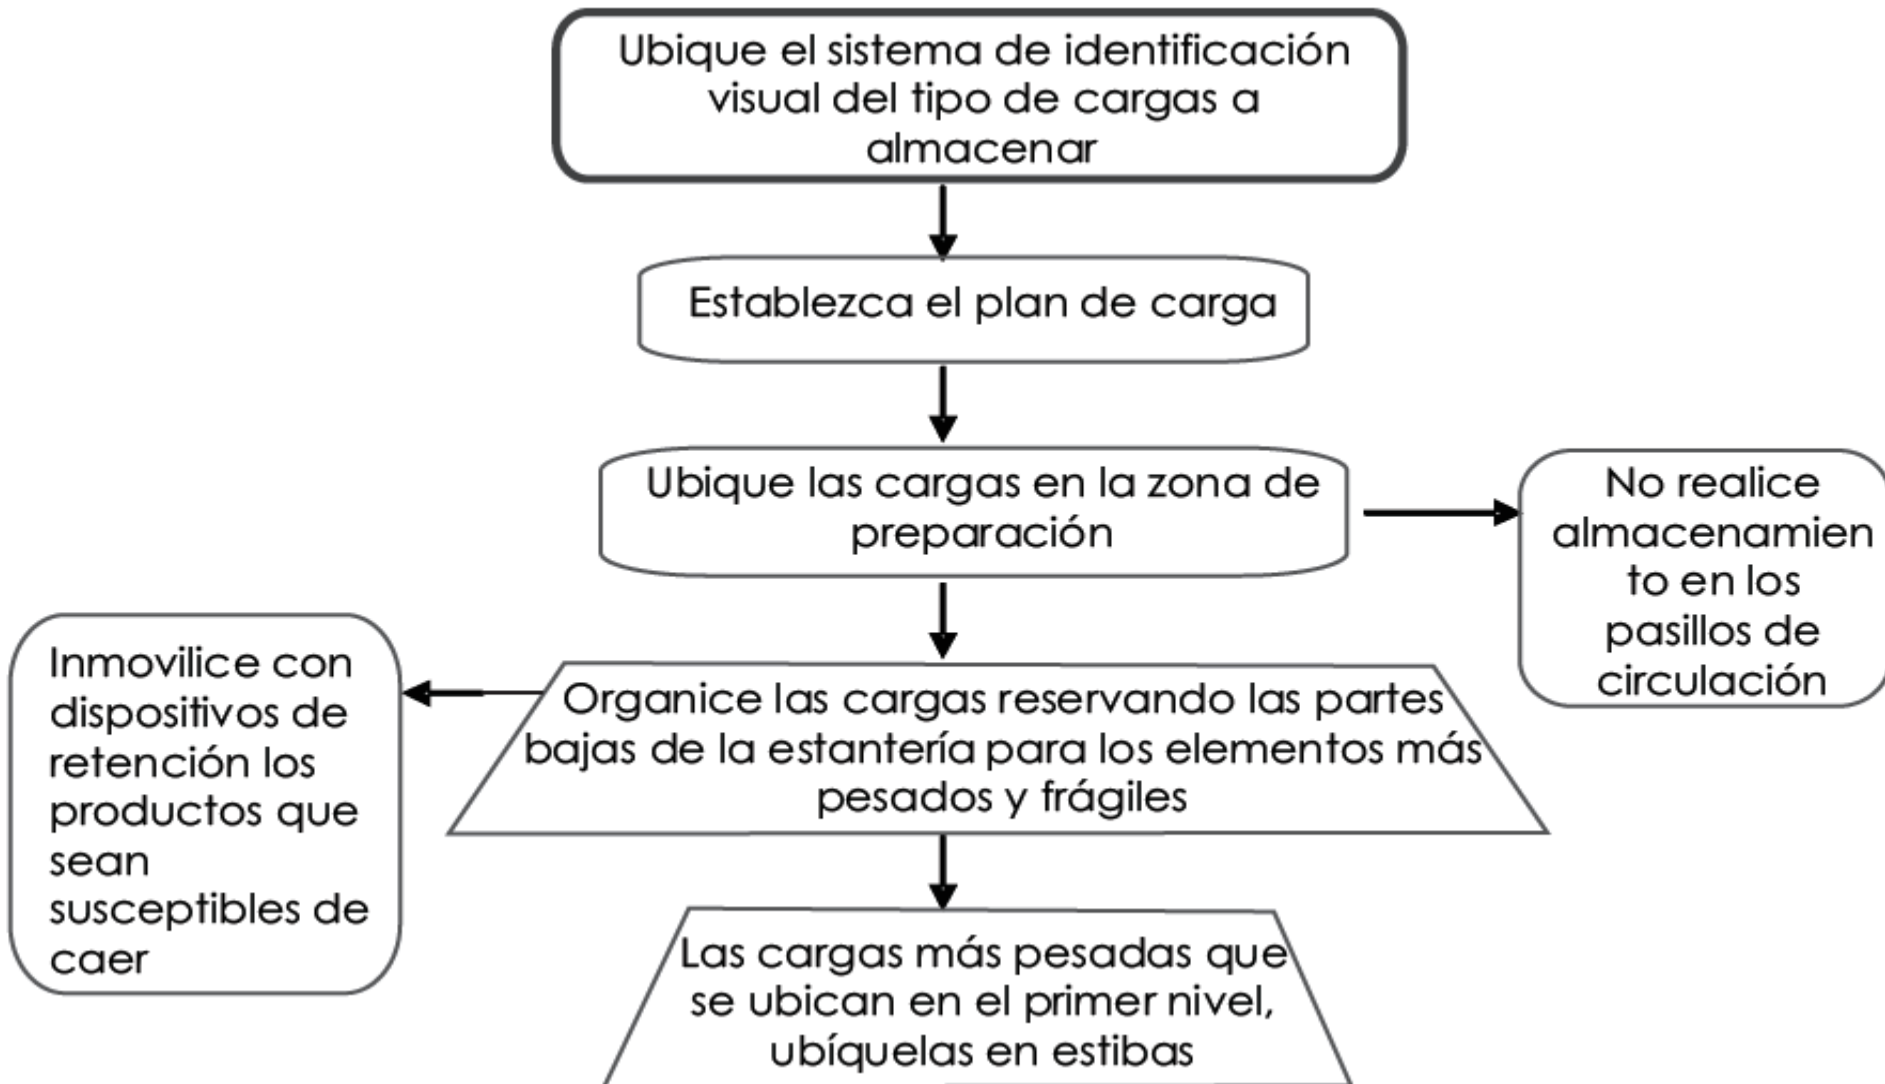 Ubique el sistema de identificación
visual del tipo de cargas a
almacenar
Establezca el plan de carga
Ubique las cargas en la zona de
preparación
No realice
almacenamien
to en los
pasillos de
circulación
Inmovilice con
dispositivos de
retención los
productos que
sean
susceptibles de
caer
Organice las cargas reservando las partes
bajas de la estantería para los elementos más
pesados y frágiles
Las cargas más pesadas que
se ubican en el primer nivel,
ubíquelas en estibas